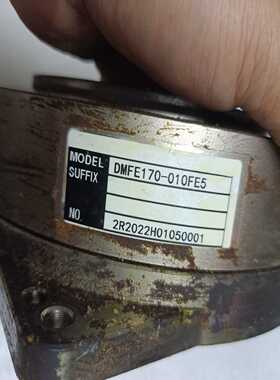 MODEL DMFE170-010FE5
SUFFIX
NO. 2R2022H01050001